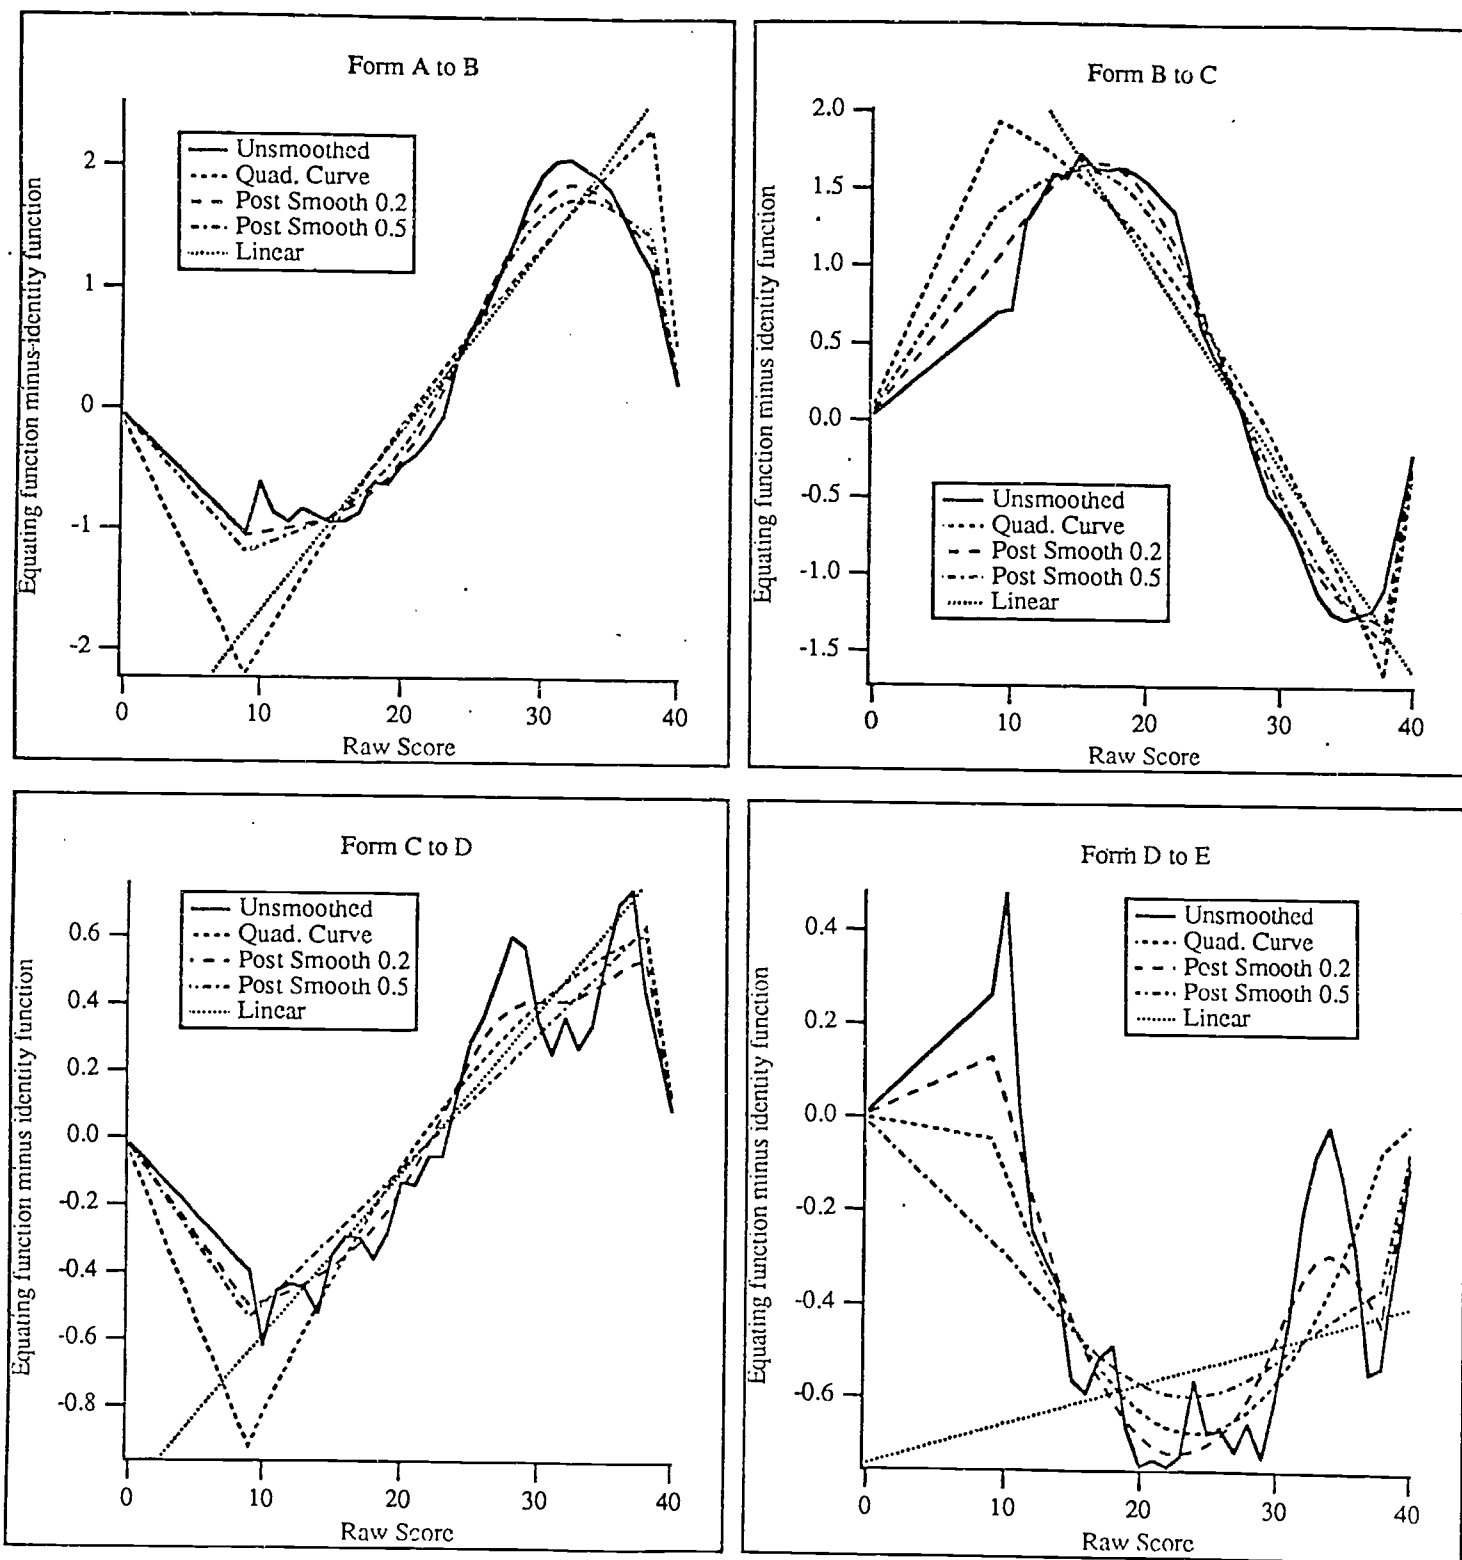 Form A to B
Equating function minus-identity function
2
1
0
-1
-2
Unsmoothed
Quad. Curve
Post Smooth 0.2
Post Smooth 0.5
Linear
0 10 20 30 40
Raw Score
Form B to C
Equating function minus identity function
2.0
1.5
1.0
0.5
0.0
-0.5
-1.0
-1.5
Unsmoothed
Quad. Curve
Post Smooth 0.2
Post Smooth 0.5
Linear
0 10 20 30 40
Raw Score
Form C to D
Equating function minus identity function
0.6
0.4
0.2
0.0
-0.2
-0.4
-0.6
-0.8
Unsmoothed
Quad. Curve
Post Smooth 0.2
Post Smooth 0.5
Linear
0 10 20 30 40
Raw Score
Form D to E
Equating function minus identity function
0.4
0.2
0.0
-0.2
-0.4
-0.6
Unsmoothed
Quad. Curve
Post Smooth 0.2
Post Smooth 0.5
Linear
0 10 20 30 40
Raw Score